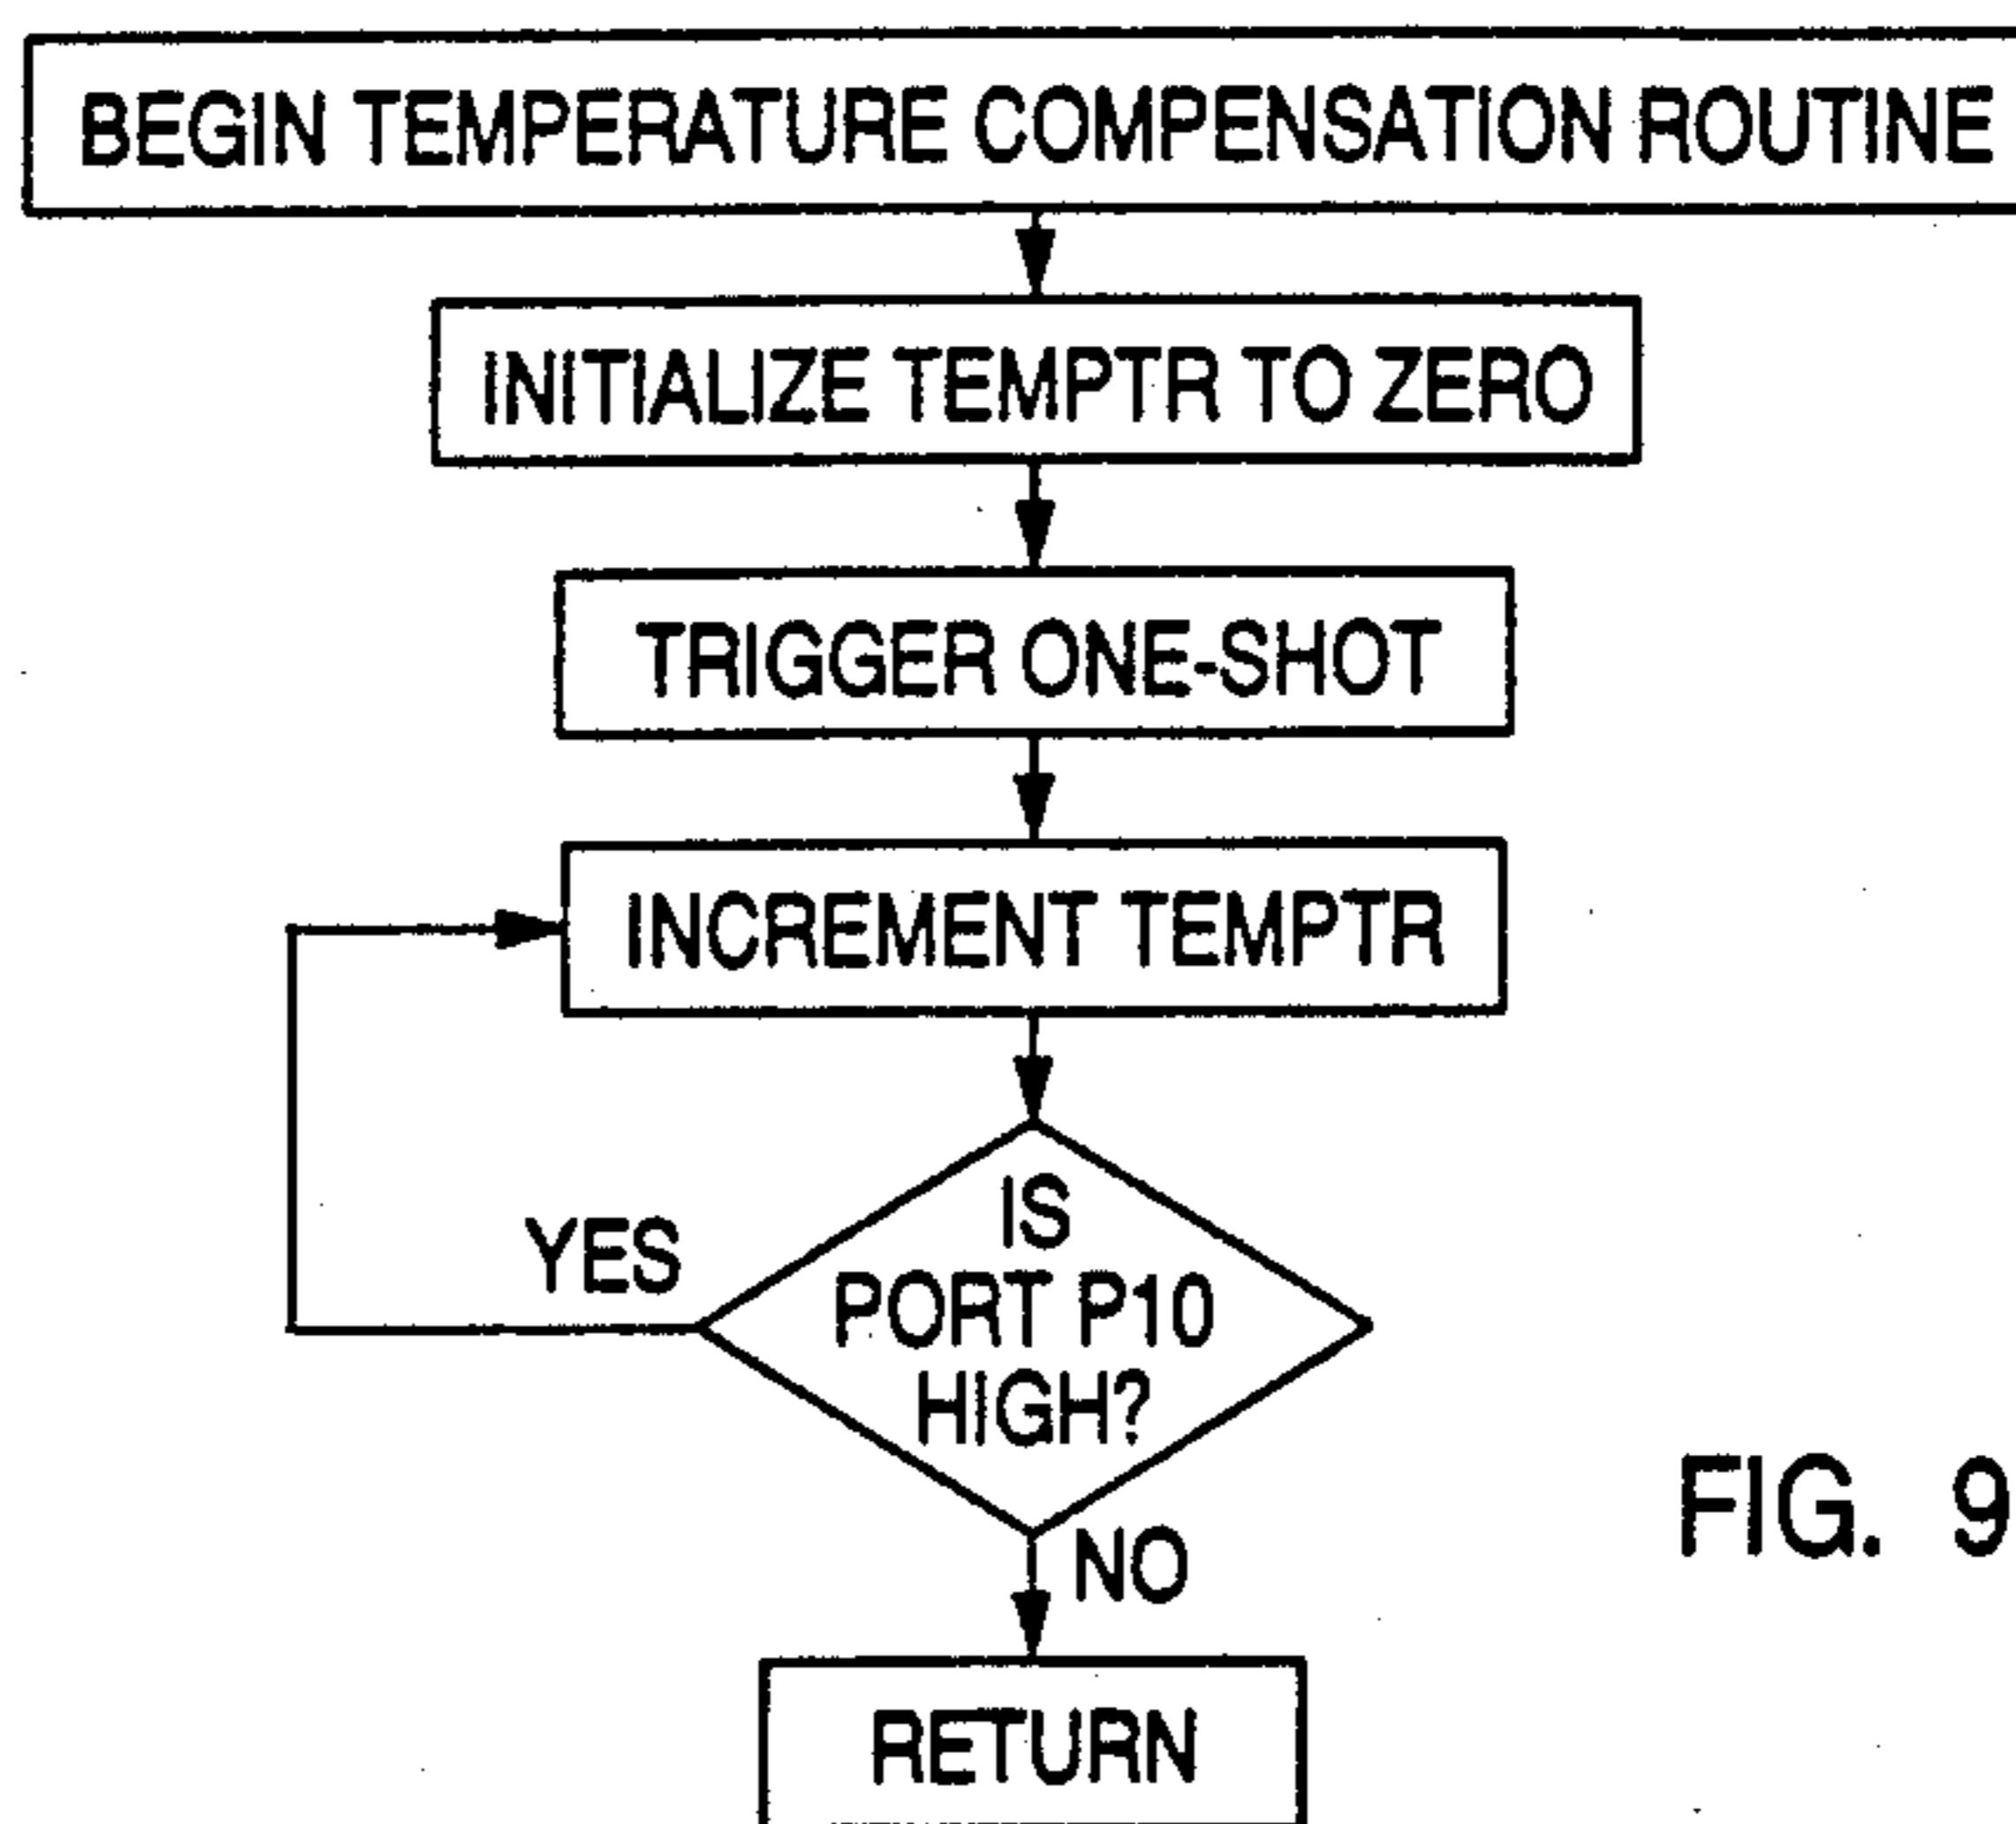 BEGIN TEMPERATURE COMPENSATION ROUTINE
INITIALIZE TEMPTR TO ZERO
TRIGGER ONE-SHOT
INCREMENT TEMPTR
IS
PORT P10
HIGH?
YES
NO
RETURN
FIG. 9